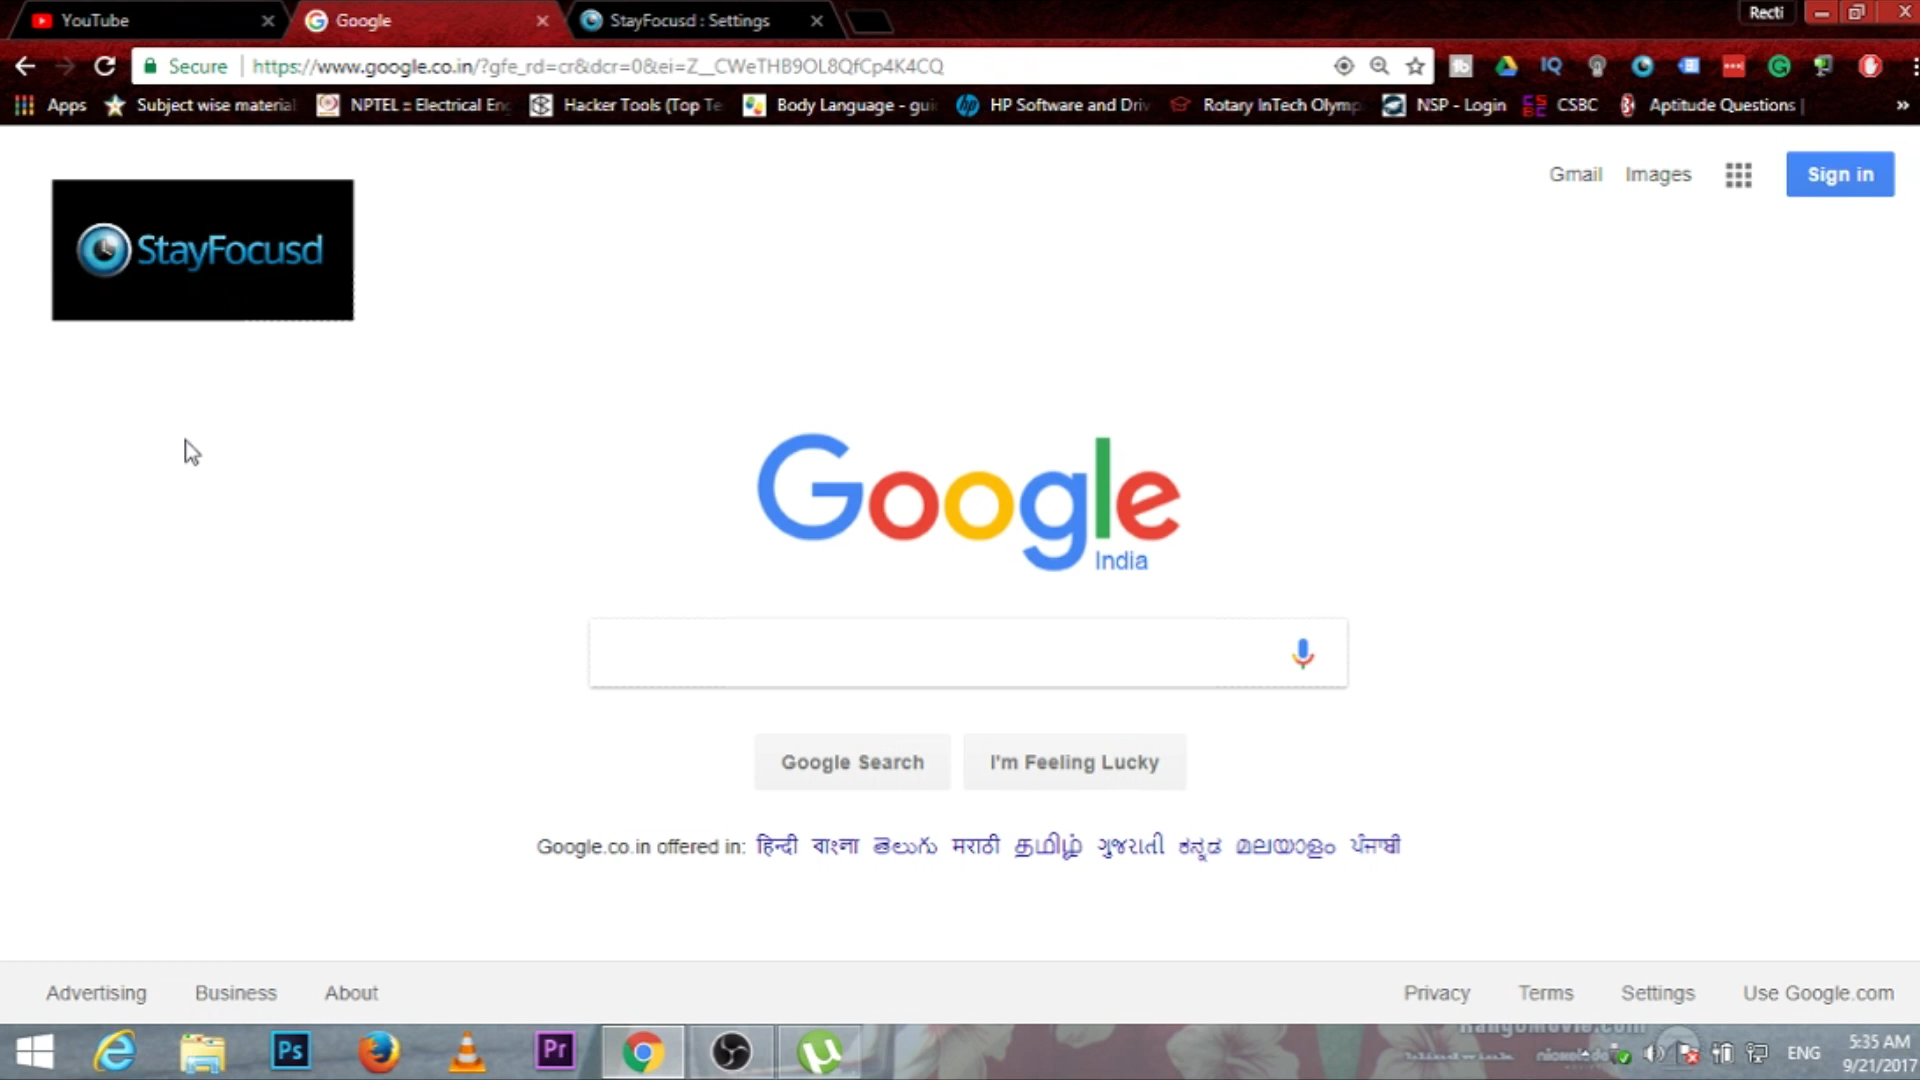 YouTube
Google
StayFocusd : Settings
Recti
Secure
https://www.google.co.in/?gfe_rd=cr&dcr=0&ei=Z__CWeTHB9OL8QfCp4K4CQ
Apps
Subject wise material
NPTEL :: Electrical Eng
Hacker Tools (Top Te
Body Language - gui
HP Software and Driv
Rotary InTech Olymp
NSP - Login
CSBC
Aptitude Questions |
Gmail
Images
Sign in
StayFocusd
Google
India
Google Search
I'm Feeling Lucky
Google.co.in offered in: हिन्दी বাংলা తెలుగు मराठी தமிழ் ગુજરાતી ಕನ್ನಡ മലയാളം ਪੰਜਾਬੀ
Advertising
Business
About
Privacy
Terms
Settings
Use Google.com
Ps
Pr
ENG
5:35 AM
9/21/2017